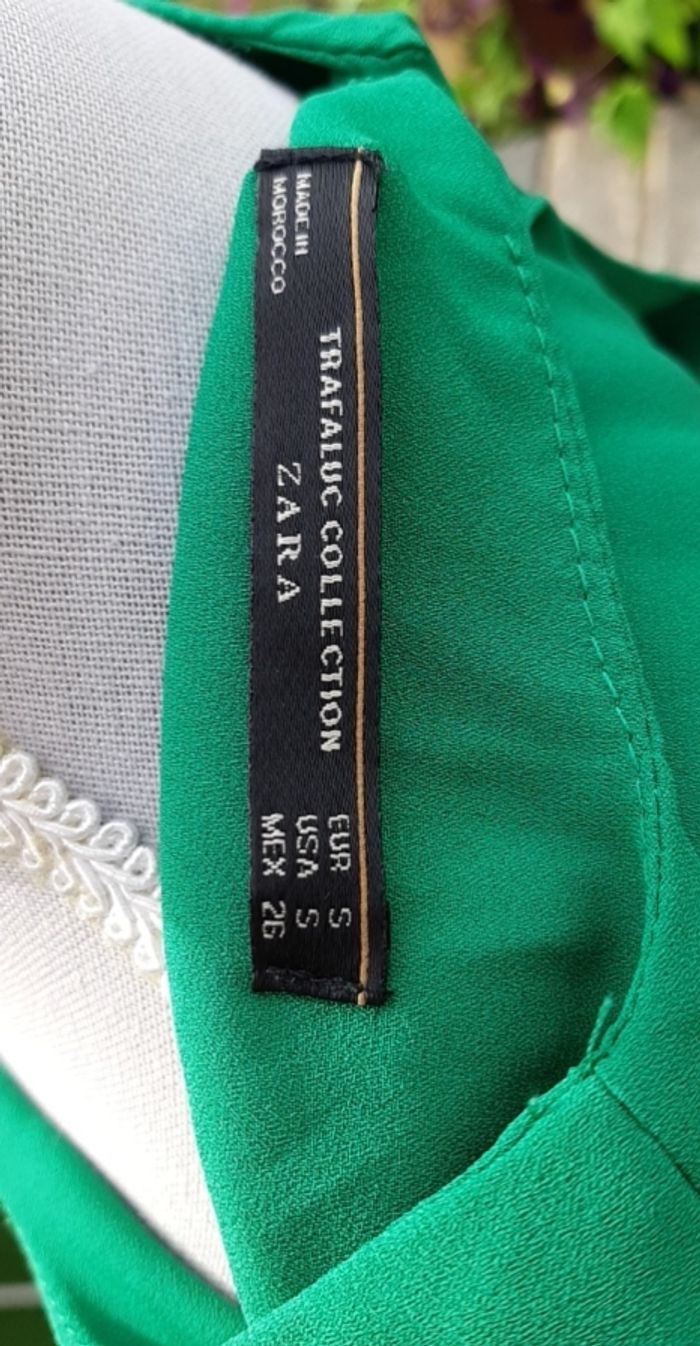 MADE IN
MOROCCO
TRAFALUC COLLECTION
ZARA
EUR S
USA S
MEX 26